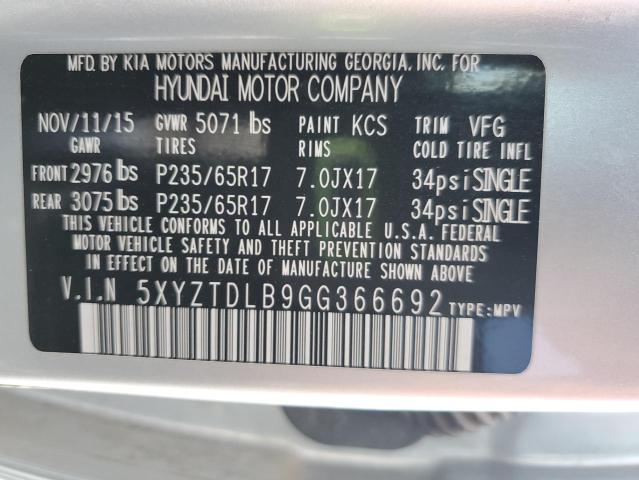 MFD. BY KIA MOTORS MANUFACTURING GEORGIA, INC. FOR
HYUNDAI MOTOR COMPANY
NOV/11/15 GVWR 5071 lbs PAINT KCS TRIM VFG
GAWR TIRES RIMS COLD TIRE INFL
FRONT 2976 lbs P235/65R17 7.0JX17 34psi SINGLE
REAR 3075 lbs P235/65R17 7.0JX17 34psi SINGLE
THIS VEHICLE CONFORMS TO ALL APPLICABLE U.S.A. FEDERAL
MOTOR VEHICLE SAFETY AND THEFT PREVENTION STANDARDS
IN EFFECT ON THE DATE OF MANUFACTURE SHOWN ABOVE.
V.I.N 5XYZTDLB9GG366692 TYPE:MPV